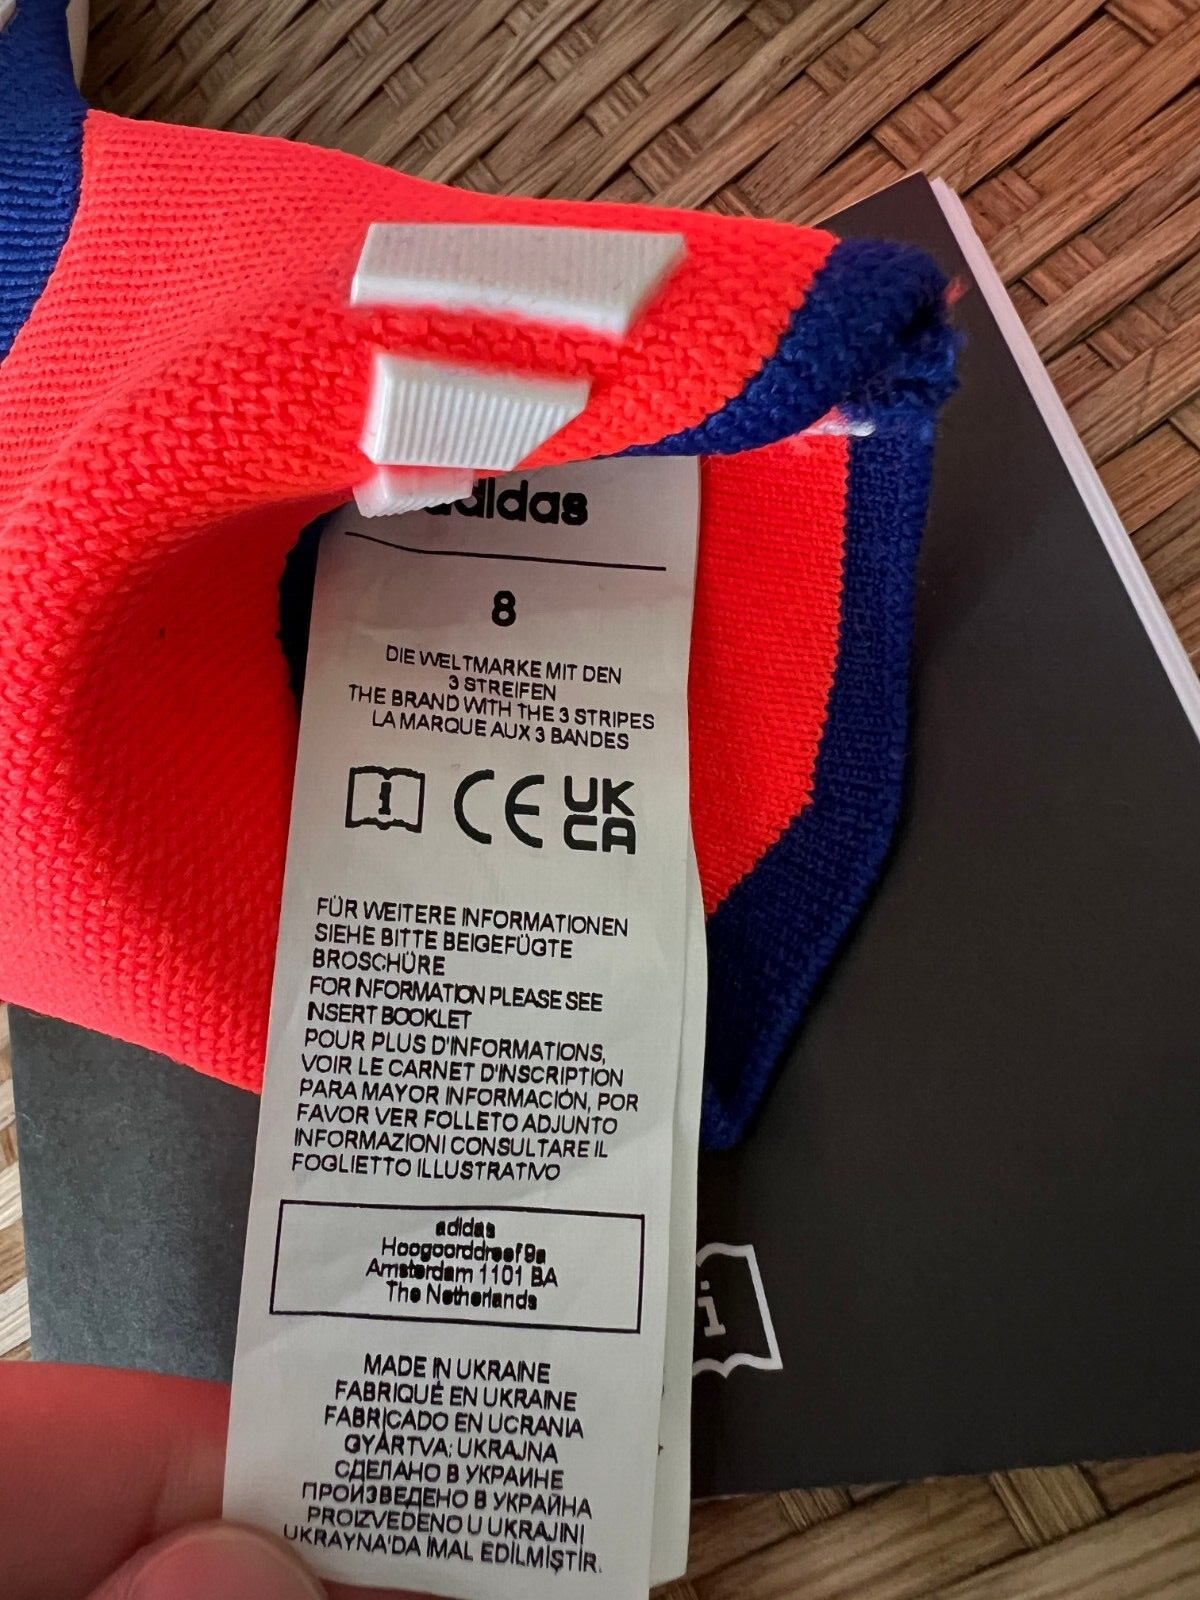 adidas
8
DIE WELTMARKE MIT DEN
3 STREIFEN
THE BRAND WITH THE 3 STRIPES
LA MARQUE AUX 3 BANDES
i CE UK
CA
FÜR WEITERE INFORMATIONEN
SIEHE BITTE BEIGEFÜGTE
BROSCHÜRE
FOR INFORMATION PLEASE SEE
INSERT BOOKLET
POUR PLUS D'INFORMATIONS,
VOIR LE CARNET D'INSCRIPTION
PARA MAYOR INFORMACIÓN, POR
FAVOR VER FOLLETO ADJUNTO
INFORMAZIONI CONSULTARE IL
FOGLIETTO ILLUSTRATIVO
adidas
Hoogoorddreef 9a
Amsterdam 1101 BA
The Netherlands
i
MADE IN UKRAINE
FABRIQUÉ EN UKRAINE
FABRICADO EN UCRANIA
GYÁRTVA: UKRAJNA
СДЕЛАНО В УКРАИНЕ
ПРОИЗВЕДЕНО В УКРАЙНА
PROIZVEDENO U UKRAJINI
UKRAYNA'DA İMAL EDİLMİŞTİR.